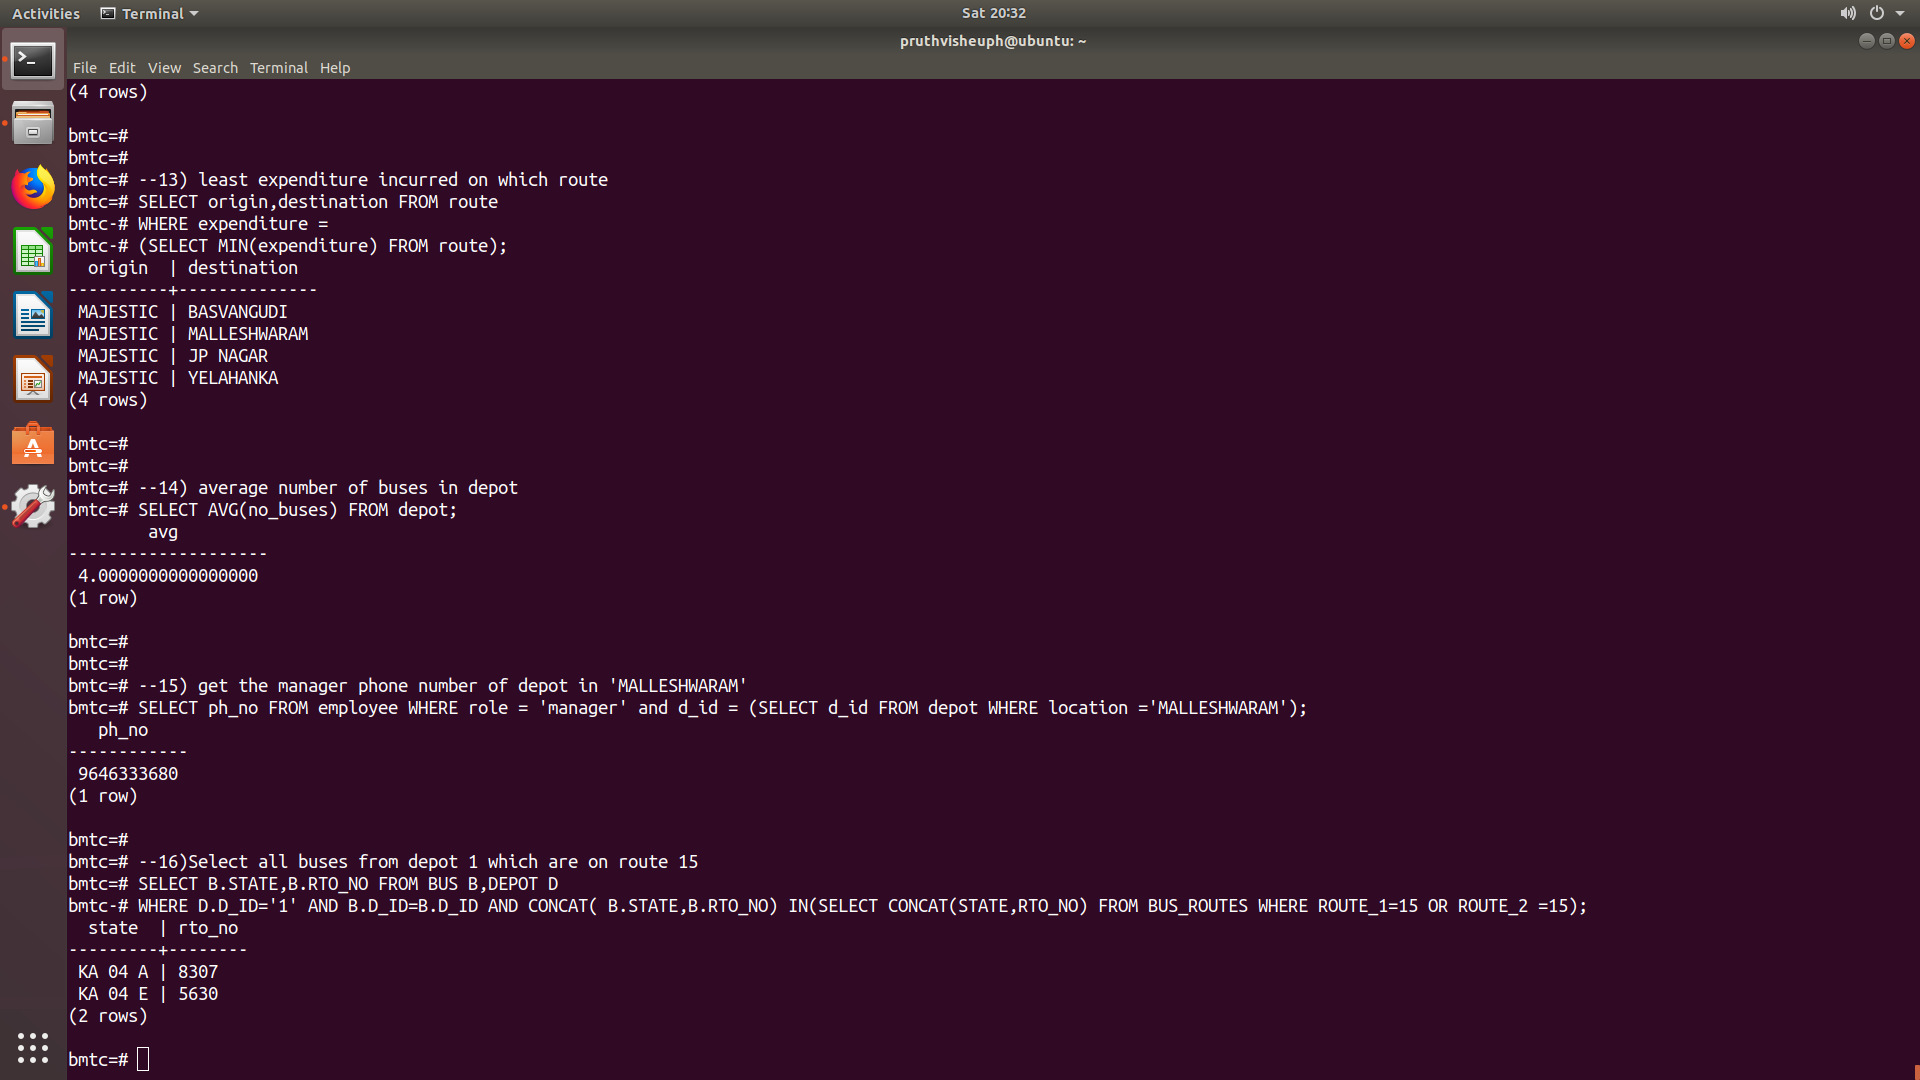 Activities Terminal Sat 20:32
pruthvisheuph@ubuntu: ~
File Edit View Search Terminal Help
(4 rows)
bmtc=#
bmtc=#
bmtc=# --13) least expenditure incurred on which route
bmtc=# SELECT origin,destination FROM route
bmtc-# WHERE expenditure =
bmtc-# (SELECT MIN(expenditure) FROM route);
origin | destination
----------+--------------
MAJESTIC | BASVANGUDI
MAJESTIC | MALLESHWARAM
MAJESTIC | JP NAGAR
MAJESTIC | YELAHANKA
(4 rows)
bmtc=#
bmtc=#
bmtc=# --14) average number of buses in depot
bmtc=# SELECT AVG(no_buses) FROM depot;
avg
--------------------
4.0000000000000000
(1 row)
bmtc=#
bmtc=#
bmtc=# --15) get the manager phone number of depot in 'MALLESHWARAM'
bmtc=# SELECT ph_no FROM employee WHERE role = 'manager' and d_id = (SELECT d_id FROM depot WHERE location ='MALLESHWARAM');
ph_no
------------
9646333680
(1 row)
bmtc=#
bmtc=# --16)Select all buses from depot 1 which are on route 15
bmtc=# SELECT B.STATE,B.RTO_NO FROM BUS B,DEPOT D
bmtc-# WHERE D.D_ID='1' AND B.D_ID=B.D_ID AND CONCAT( B.STATE,B.RTO_NO) IN(SELECT CONCAT(STATE,RTO_NO) FROM BUS_ROUTES WHERE ROUTE_1=15 OR ROUTE_2 =15);
state | rto_no
---------+--------
KA 04 A | 8307
KA 04 E | 5630
(2 rows)
bmtc=#